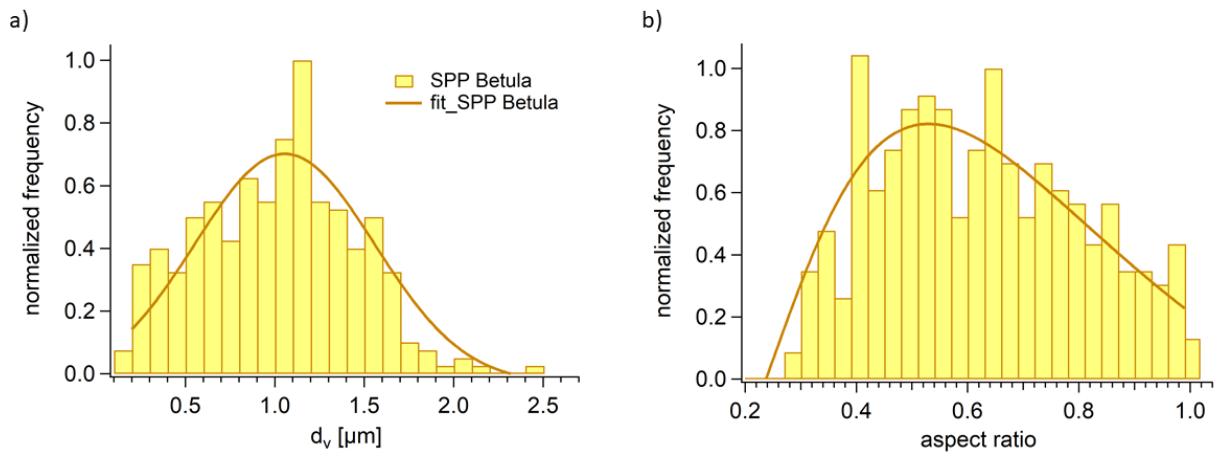 a)
normalized frequency
1.0
0.8
0.6
0.4
0.2
0.0
0.5
1.0
1.5
2.0
2.5
dv [µm]
SPP Betula
fit_SPP Betula
b)
normalized frequency
1.0
0.8
0.6
0.4
0.2
0.0
0.2
0.4
0.6
0.8
1.0
aspect ratio